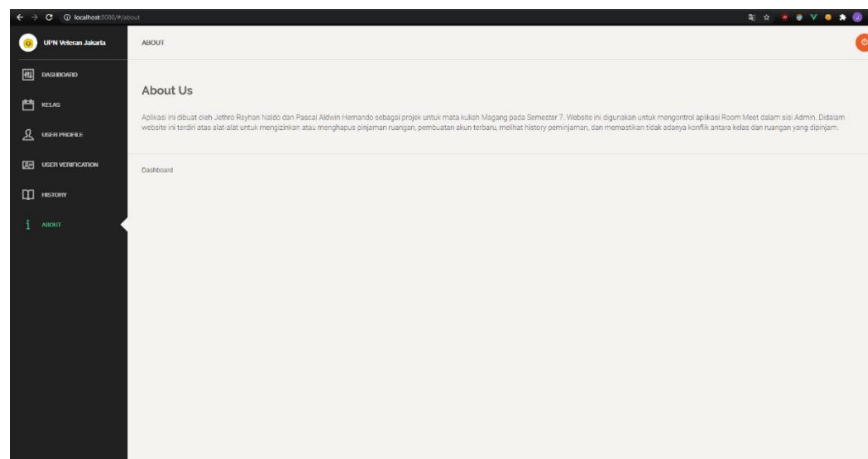 localhost:8080/#/about
UPN Veteran Jakarta
ABOUT
DASHBOARD
KELAS
USER PROFILE
USER VERIFICATION
HISTORY
ABOUT
About Us
Aplikasi ini dibuat oleh Jethro Rayhan Naldo dan Pascal Aldwin Hernando sebagai projek untuk mata kuliah Magang pada Semester 7. Website ini digunakan untuk mengontrol aplikasi Room Meet dalam sisi Admin. Didalam
website ini terdiri atas alat-alat untuk mengizinkan atau menghapus pinjaman ruangan, pembuatan akun terbaru, melihat history peminjaman, dan memastikan tidak adanya konflik antara kelas dan ruangan yang dipinjam.
Dashboard